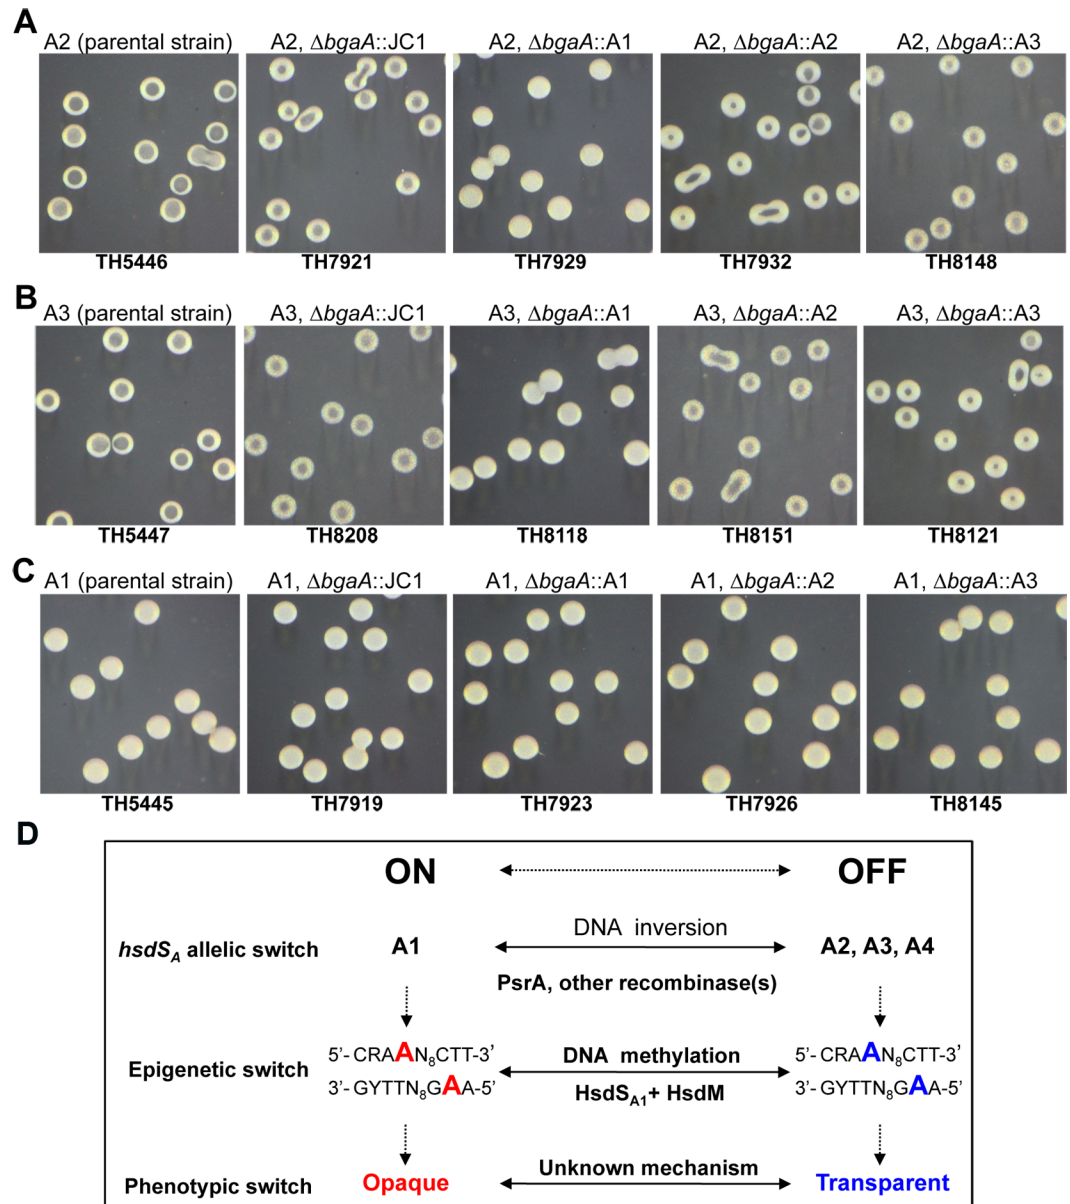 A
A2 (parental strain) A2, ΔbgaA::JC1 A2, ΔbgaA::A1 A2, ΔbgaA::A2 A2, ΔbgaA::A3
TH5446 TH7921 TH7929 TH7932 TH8148
B
A3 (parental strain) A3, ΔbgaA::JC1 A3, ΔbgaA::A1 A3, ΔbgaA::A2 A3, ΔbgaA::A3
TH5447 TH8208 TH8118 TH8151 TH8121
C
A1 (parental strain) A1, ΔbgaA::JC1 A1, ΔbgaA::A1 A1, ΔbgaA::A2 A1, ΔbgaA::A3
TH5445 TH7919 TH7923 TH7926 TH8145
D
ON OFF
DNA inversion
hsdSA allelic switch A1 A2, A3, A4
PsrA, other recombinase(s)
5'- CRAAN8CTT-3' DNA methylation 5'- CRAAN8CTT-3'
Epigenetic switch
3'- GYTTN8GAA-5' HsdSA1+ HsdM 3'- GYTTN8GAA-5'
Unknown mechanism
Phenotypic switch Opaque Transparent